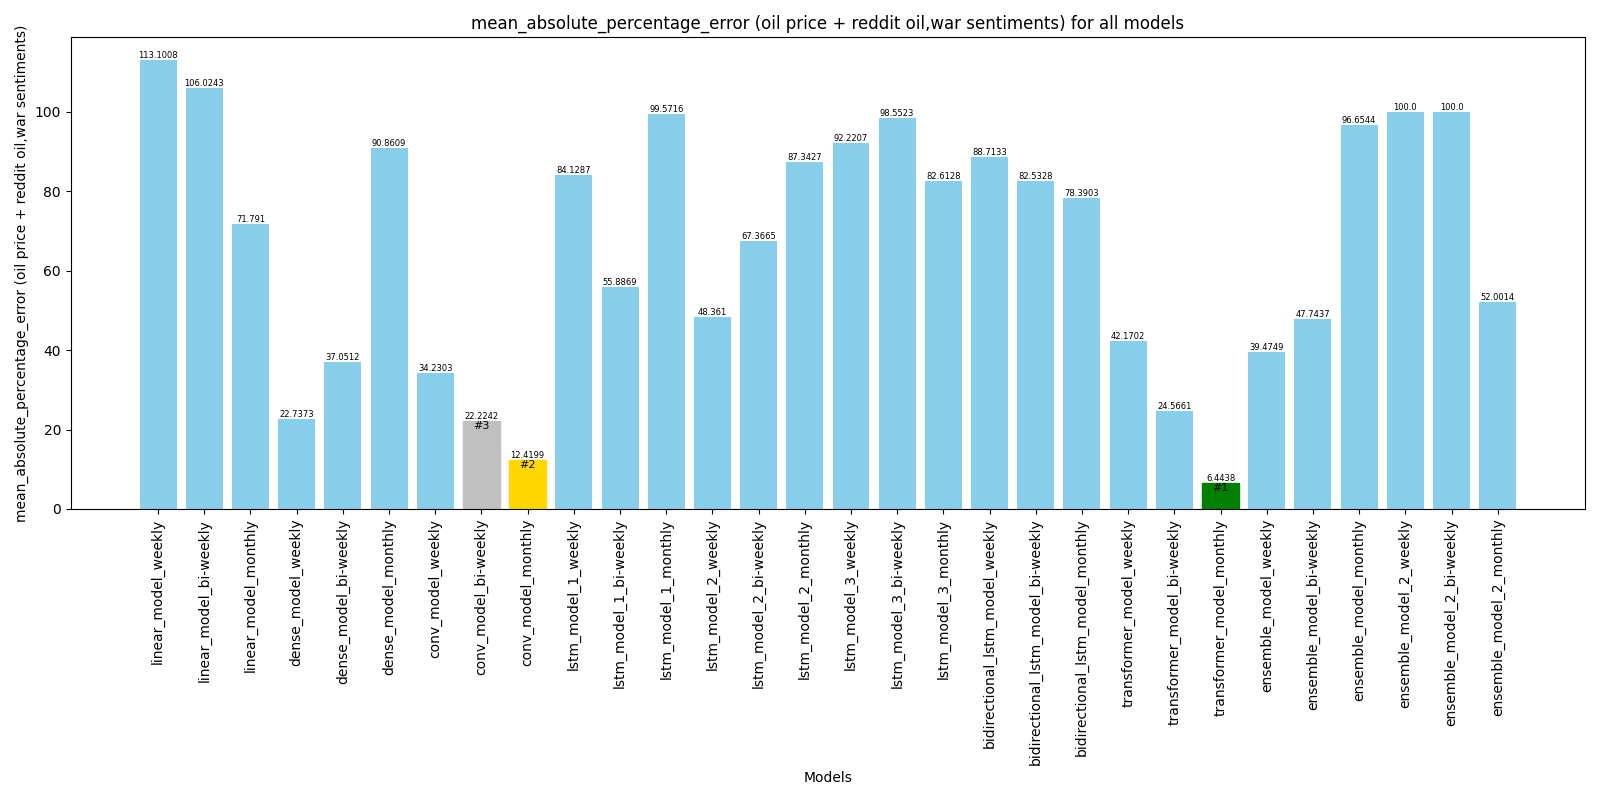 mean_absolute_percentage_error (oil price + reddit oil,war sentiments) for all models
mean_absolute_percentage_error (oil price + reddit oil,war sentiments)
100
80
60
40
20
0
113.1008
106.0243
71.791
22.7373
37.0512
90.8609
34.2303
22.2242
#3
12.4199
#2
84.1287
55.8869
99.5716
48.361
67.3665
87.3427
92.2207
98.5523
82.6128
88.7133
82.5328
78.3903
42.1702
24.5661
6.4438
#1
39.4749
47.7437
96.6544
100.0
100.0
52.0014
linear_model_weekly
linear_model_bi-weekly
linear_model_monthly
dense_model_weekly
dense_model_bi-weekly
dense_model_monthly
conv_model_weekly
conv_model_bi-weekly
conv_model_monthly
lstm_model_1_weekly
lstm_model_1_bi-weekly
lstm_model_1_monthly
lstm_model_2_weekly
lstm_model_2_bi-weekly
lstm_model_2_monthly
lstm_model_3_weekly
lstm_model_3_bi-weekly
lstm_model_3_monthly
bidirectional_lstm_model_weekly
bidirectional_lstm_model_bi-weekly
bidirectional_lstm_model_monthly
transformer_model_weekly
transformer_model_bi-weekly
transformer_model_monthly
ensemble_model_weekly
ensemble_model_bi-weekly
ensemble_model_monthly
ensemble_model_2_weekly
ensemble_model_2_bi-weekly
ensemble_model_2_monthly
Models